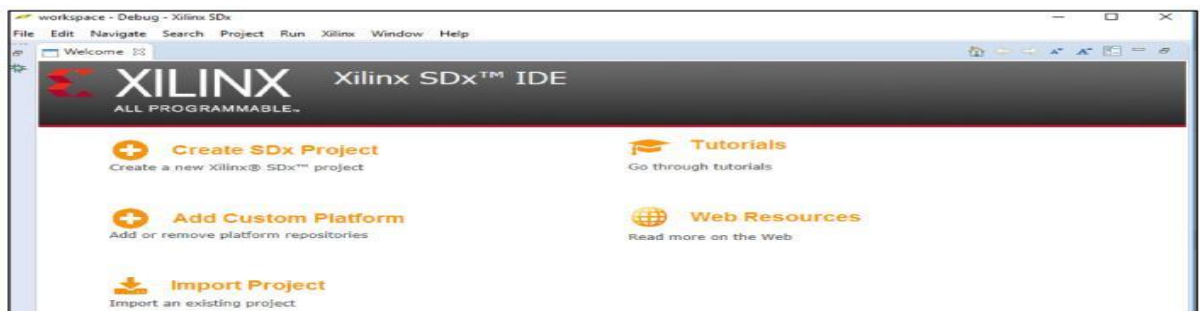 workspace - Debug - Xilinx SDx
File Edit Navigate Search Project Run Xilinx Window Help
Welcome
XILINX
ALL PROGRAMMABLE™
Xilinx SDx™ IDE
Create SDx Project
Create a new Xilinx® SDx™ project
Tutorials
Go through tutorials
Add Custom Platform
Add or remove platform repositories
Web Resources
Read more on the Web
Import Project
Import an existing project